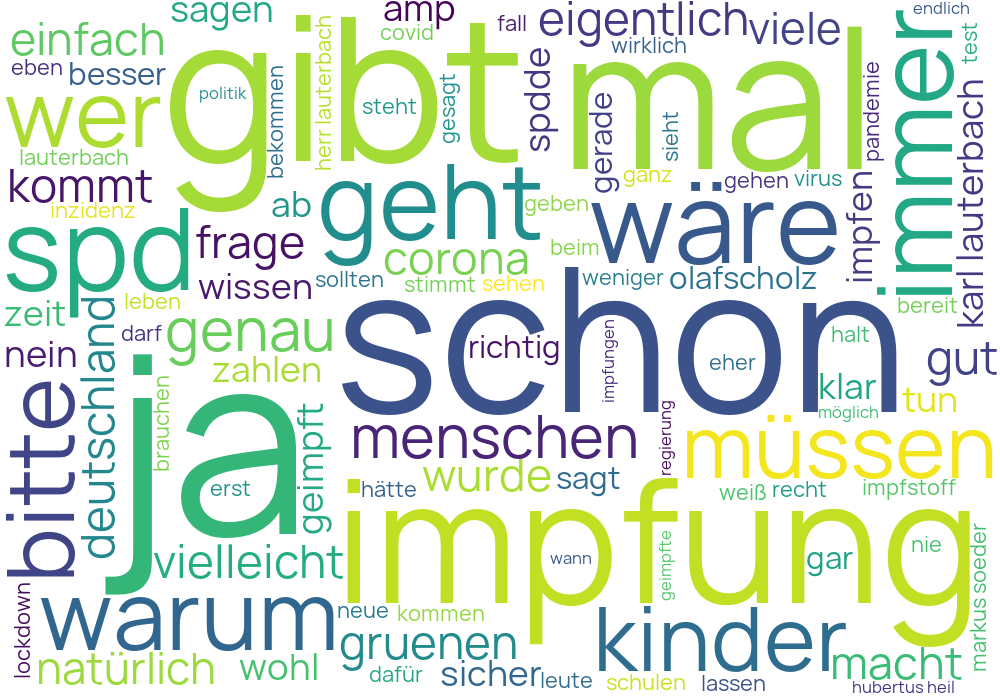 sagen
amp
endlich
covid
fall
eigentlich
viele
einfach
wirklich
test
eben
besser
gibt
mal
immer
wer
politik
steht
bekommen
herr lauterbach
gesagt
spdde
gerade
sieht
pandemie
lauterbach
kommt
inzidenz
ab
geht
geben
ganz
gehen
virus
wäre
impfen
karl lauterbach
spd
frage
corona
beim
wissen
sollten
stimmt
sehen
weniger
olafscholz
zeit
leben
bereit
deutschland
darf
genau
schon
richtig
impfungen
eher
halt
gut
nein
zahlen
klar
möglich
tun
bitte
ja
brauchen
geimpft
menschen
regierung
müssen
wurde
sagt
erst
hätte
weiß
recht
impfstoff
impfung
vielleicht
wann
geimpfte
gar
nie
markus soeder
lockdown
warum
neue
kommen
kinder
gruenen
macht
natürlich
wohl
dafür
sicher
leute
schulen
lassen
hubertus heil